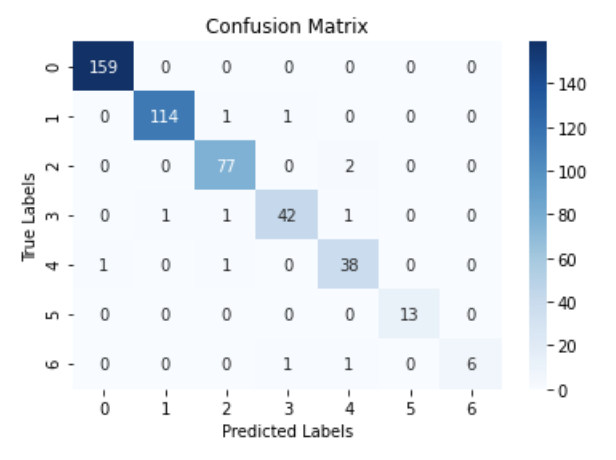 Confusion Matrix
0 159 0 0 0 0 0 0
1 0 114 1 1 0 0 0
2 0 0 77 0 2 0 0
3 0 1 1 42 1 0 0
4 1 0 1 0 38 0 0
5 0 0 0 0 0 13 0
6 0 0 0 1 1 0 6
0 1 2 3 4 5 6
Predicted Labels
True Labels
140
120
100
80
60
40
20
0